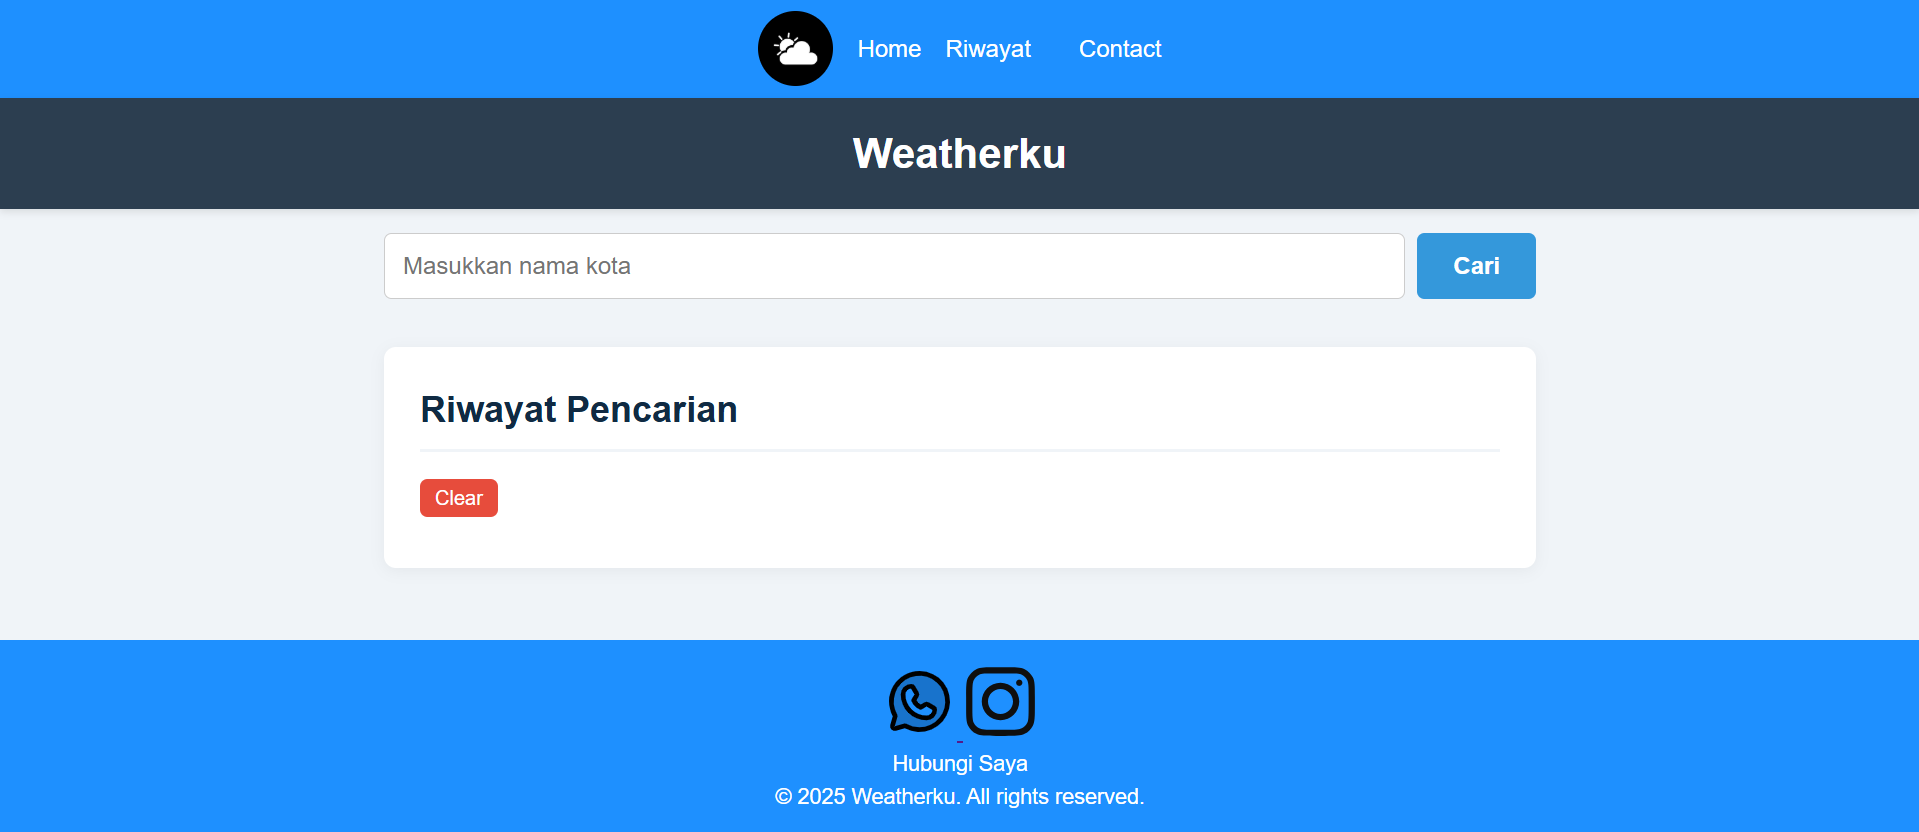 Home Riwayat Contact
Weatherku
Masukkan nama kota
Cari
Riwayat Pencarian
Clear
Hubungi Saya
© 2025 Weatherku. All rights reserved.